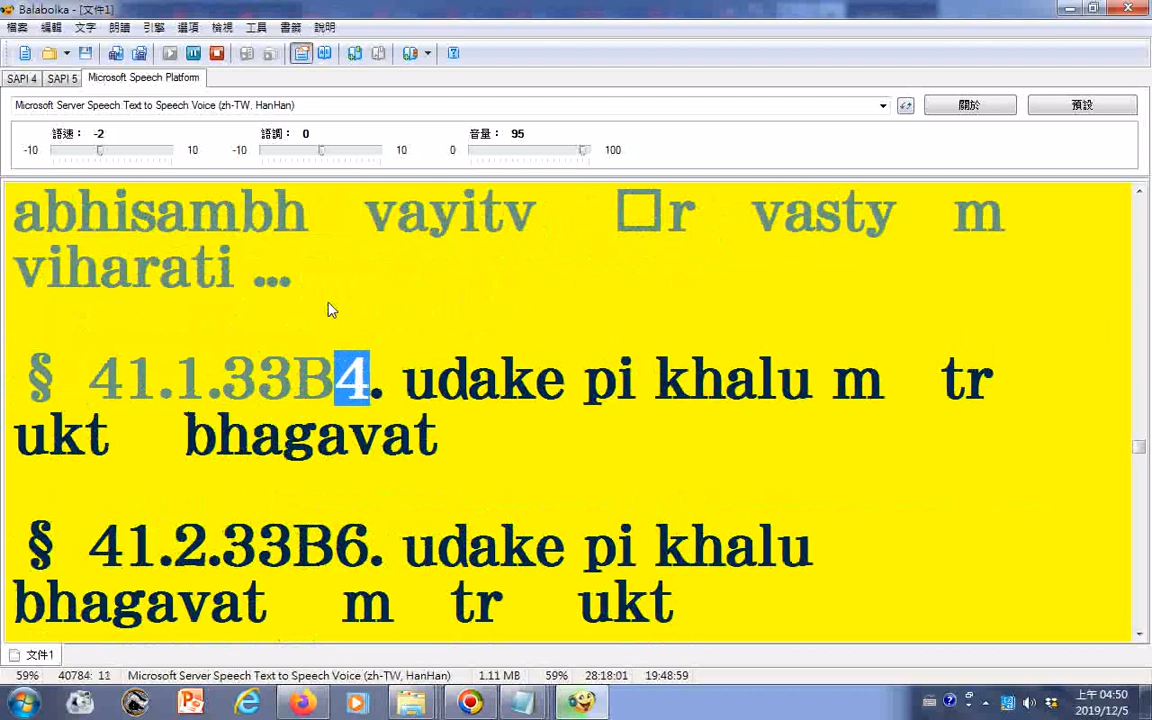 Balabolka - [文件1]
檔案 編輯 文字 朗讀 引擎 選項 檢視 工具 書籤 說明
SAPI 4 SAPI 5 Microsoft Speech Platform
Microsoft Server Speech Text to Speech Voice (zh-TW, HanHan) 關於 預設
語速： -2 語調： 0 音量： 95
-10 10 -10 10 0 100
abhisambh vayitv □r vasty m
viharati ...
§ 41.1.33B4. udake pi khalu m tr
ukt bhagavat
§ 41.2.33B6. udake pi khalu
bhagavat m tr ukt
文件1
59% 40784: 11 Microsoft Server Speech Text to Speech Voice (zh-TW, HanHan) 1.11 MB 59% 28:18:01 19:48:59
上午 04:50
2019/12/5